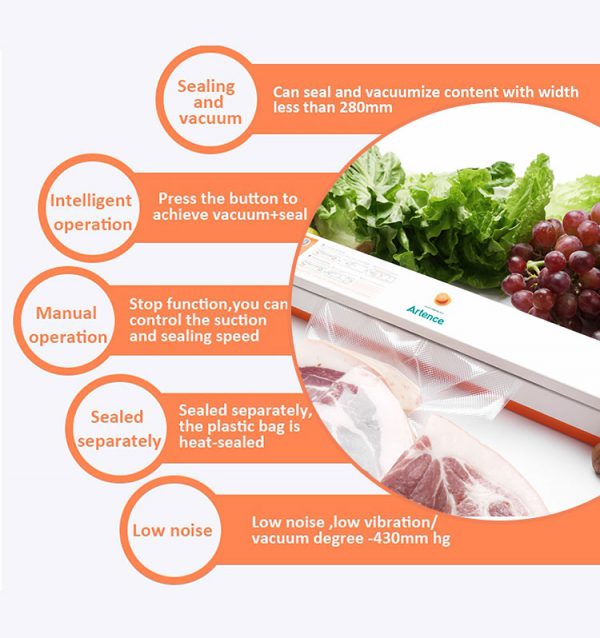 Sealing
and
vacuum
Can seal and vacuumize content with width
less than 280mm
Intelligent
operation
Press the button to
achieve vacuum+seal
Manual
operation
Stop function,you can
control the suction
and sealing speed
Artence
Sealed
separately
Sealed separately,
the plastic bag is
heat-sealed
Low noise
Low noise ,low vibration/
vacuum degree -430mm hg